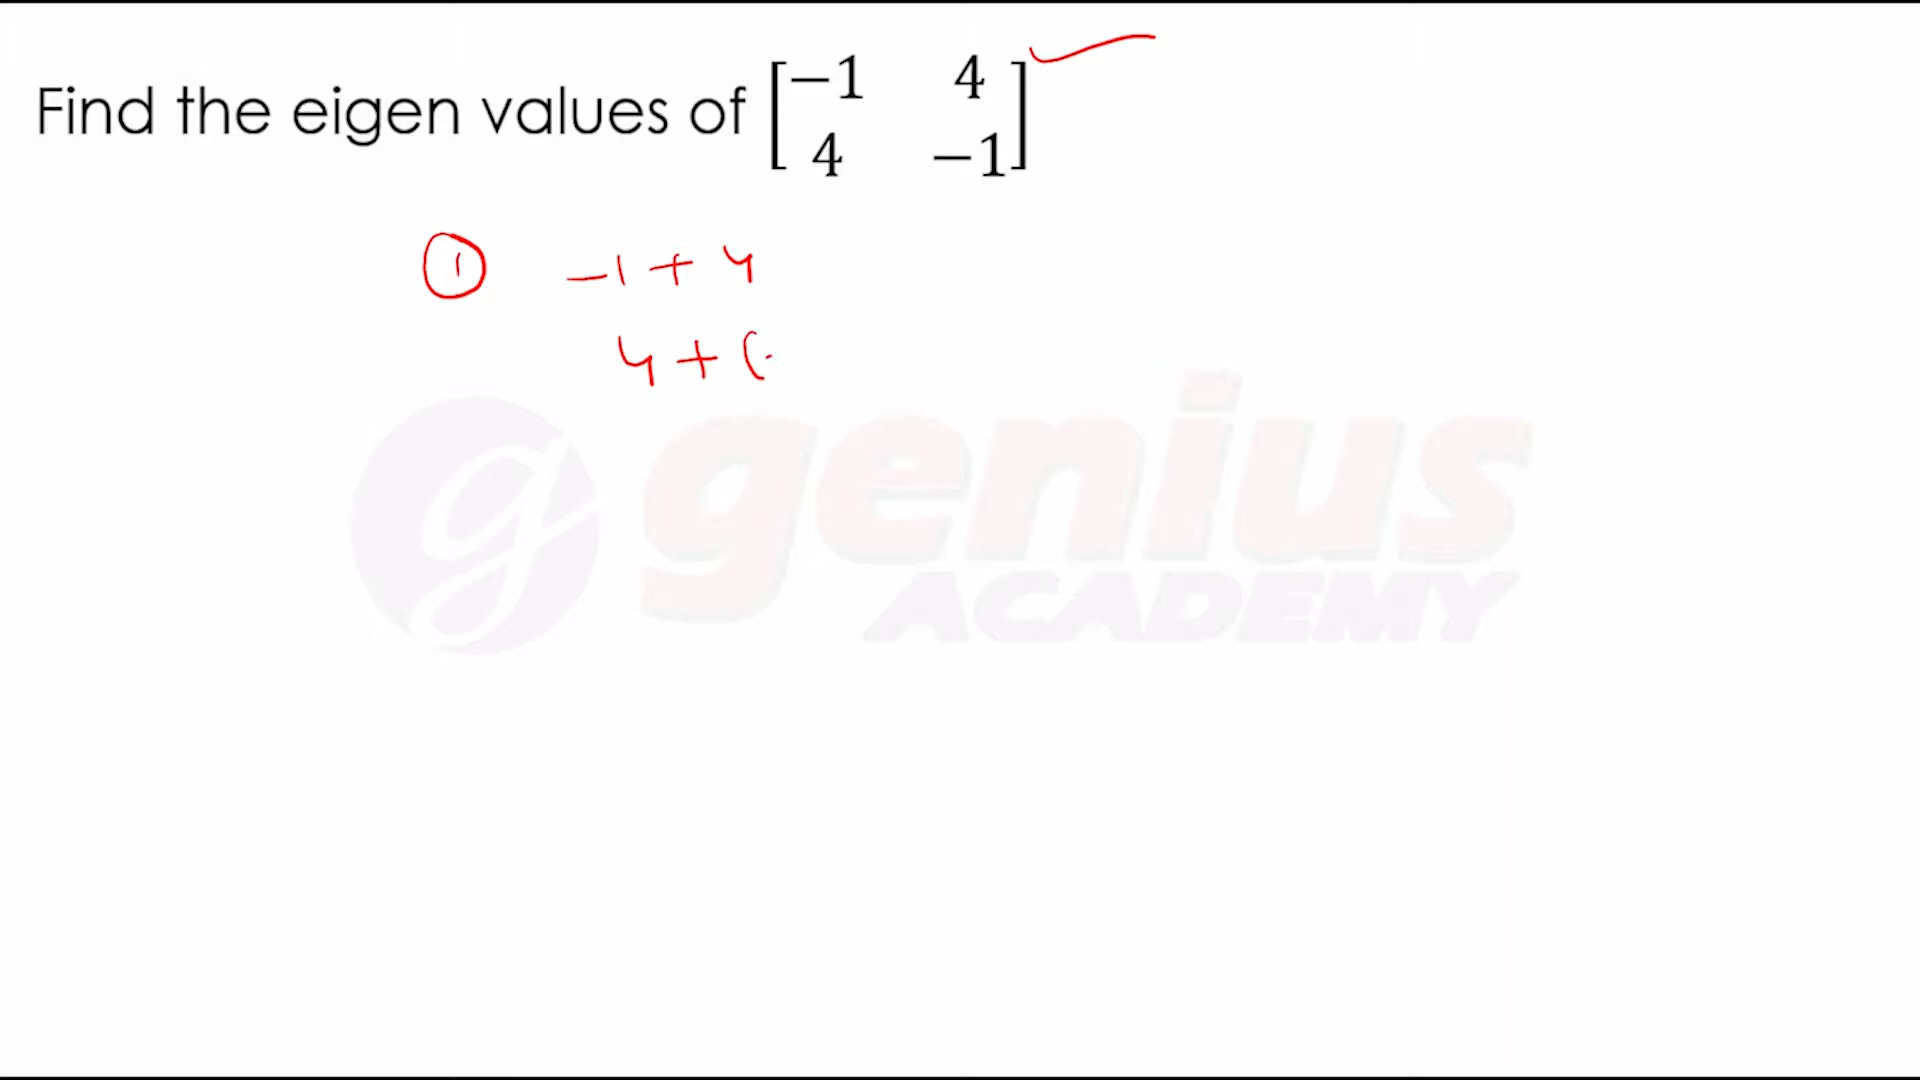 Find the eigen values of [−1 4
4 −1]
① −1 + 4
4 + (-
genius
ACADEMY